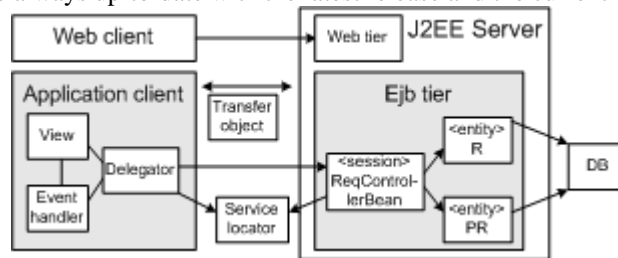 J2EE Server
Web client
Web tier
Application client
Transfer
object
Ejb tier
View
Delegator
Event
handler
Service
locator
<session>
ReqControl-
lerBean
<entity>
R
<entity>
PR
DB